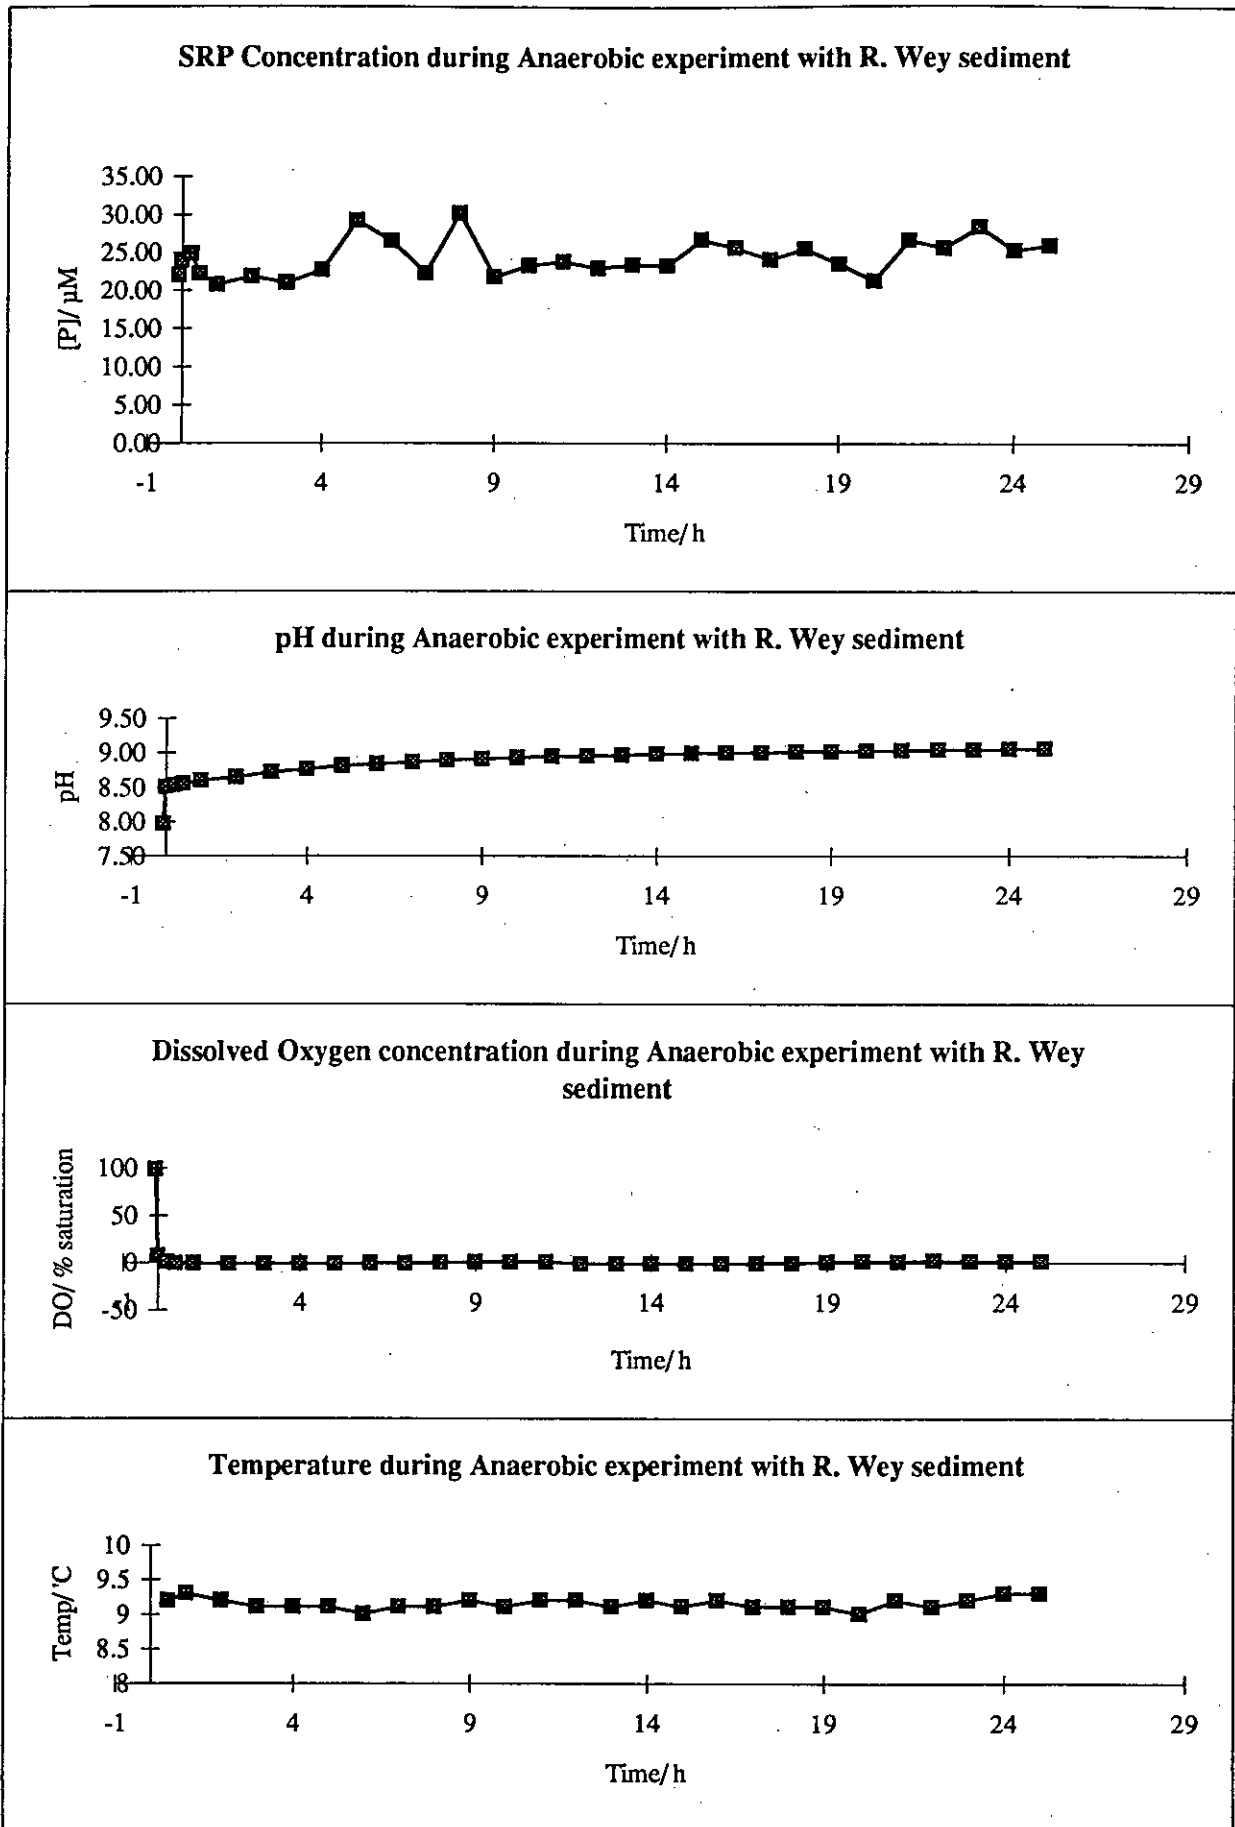 SRP Concentration during Anaerobic experiment with R. Wey sediment
35.00
30.00
25.00
20.00
15.00
10.00
5.00
0.00
[P]/ µM
-1 4 9 14 19 24 29
Time/ h
pH during Anaerobic experiment with R. Wey sediment
9.50
9.00
8.50
8.00
7.50
pH
-1 4 9 14 19 24 29
Time/ h
Dissolved Oxygen concentration during Anaerobic experiment with R. Wey
sediment
100
50
0
-50
DO/ % saturation
-1 4 9 14 19 24 29
Time/ h
Temperature during Anaerobic experiment with R. Wey sediment
10
9.5
9
8.5
8
Temp/'C
-1 4 9 14 19 24 29
Time/ h